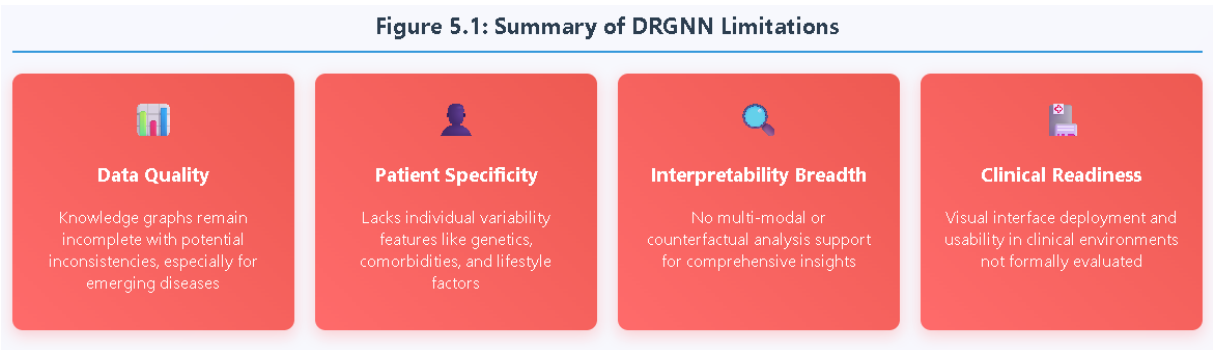 Figure 5.1: Summary of DRGNN Limitations
Data Quality
Knowledge graphs remain
incomplete with potential
inconsistencies, especially for
emerging diseases
Patient Specificity
Lacks individual variability
features like genetics,
comorbidities, and lifestyle
factors
Interpretability Breadth
No multi-modal or
counterfactual analysis support
for comprehensive insights
Clinical Readiness
Visual interface deployment and
usability in clinical environments
not formally evaluated